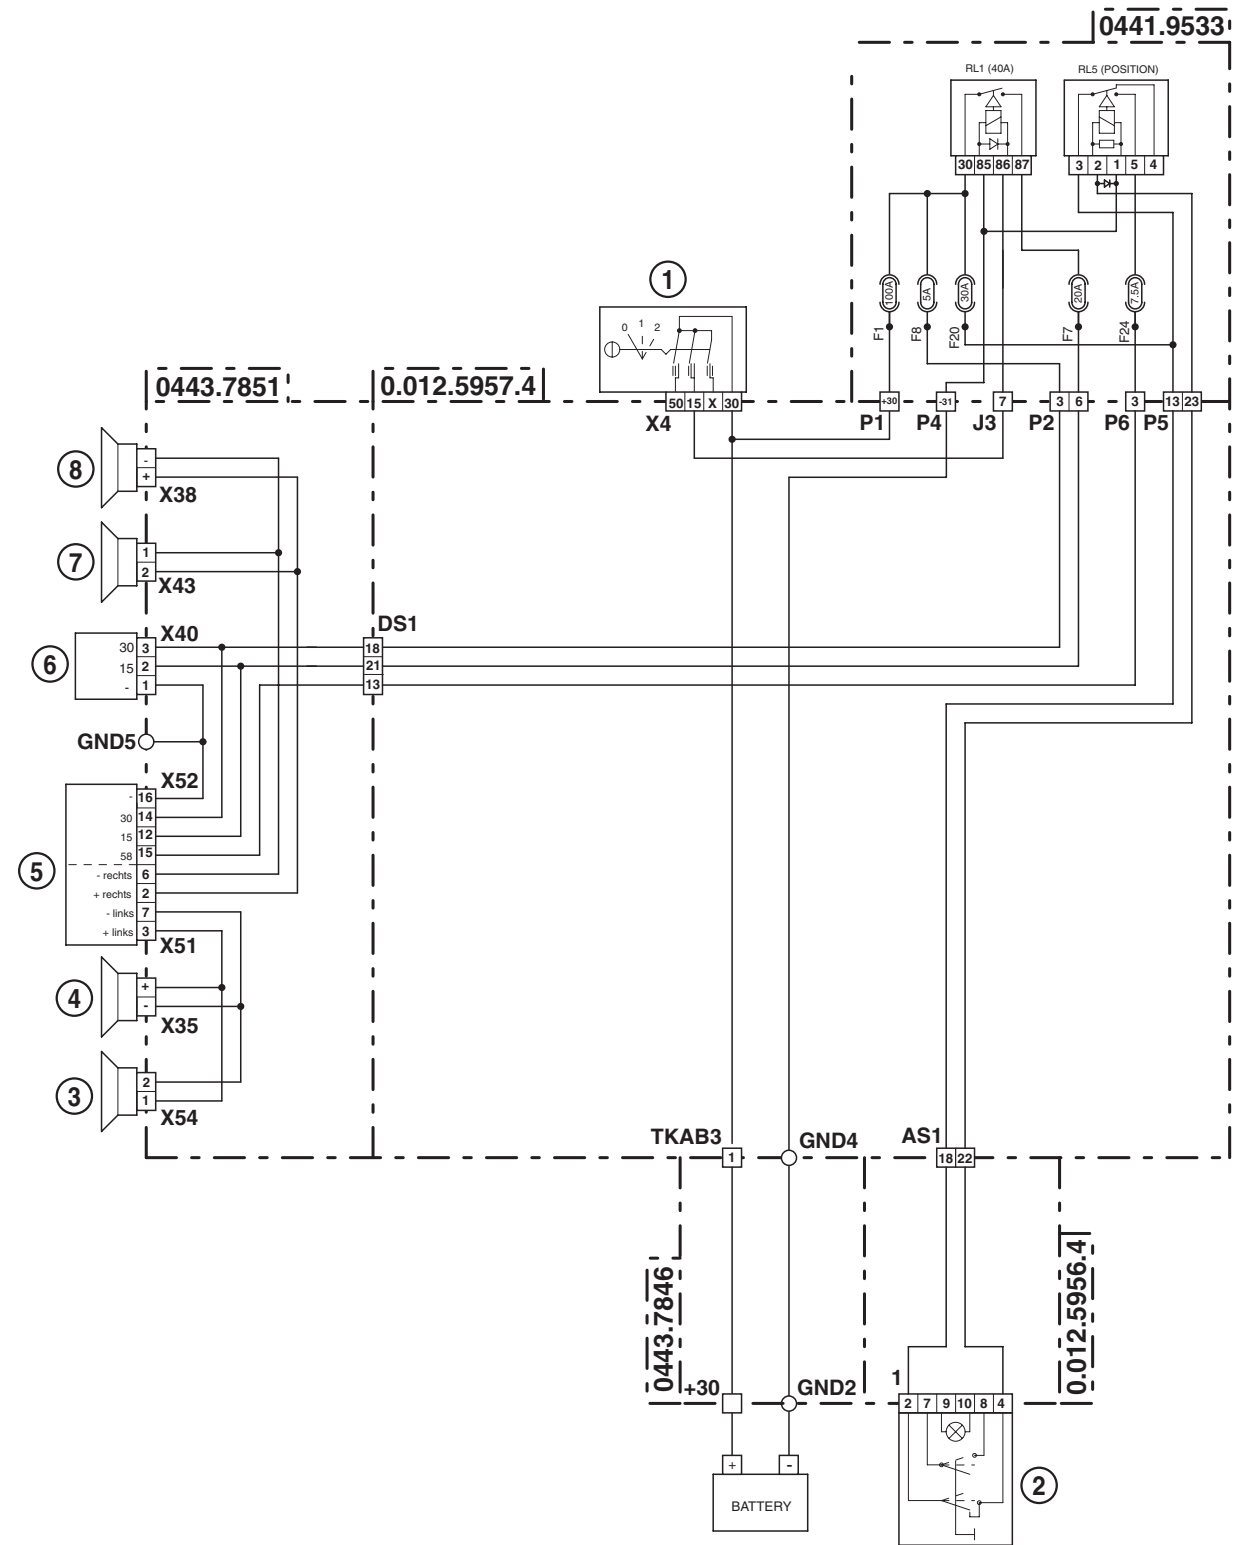 0441.9533
RL1 (40A)
RL5 (POSITION)
30 85 86 87
3 2 1 5 4
1
0 1 2
100A
5A
30A
20A
7.5A
F1
F8
F20
F7
F24
0443.7851
0.012.5957.4
50 15 X 30
X4
+30
-31
7
3 6
3
13 23
P1
P4
J3
P2
P6
P5
8
-
+
X38
7
1
2
X43
DS1
18
21
13
X40
6
30 3
15 2
- 1
GND5
X52
- 16
30 14
15 12
58 15
5
- rechts 6
+ rechts 2
- links 7
+ links 3
X51
4
+
-
X35
3
2
1
X54
TKAB3
1
GND4
AS1
18 22
0443.7846
0.012.5956.4
+30
GND2
1
2 7 9 10 8 4
2
+ -
BATTERY